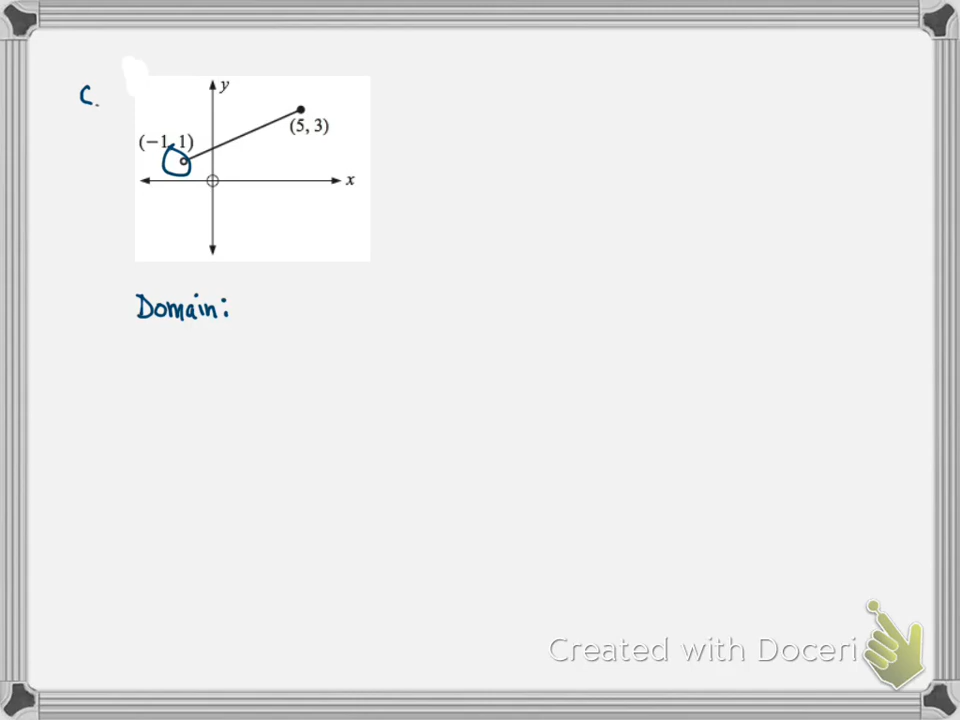 C.
y
(−1, 1)
(5, 3)
x
Domain:
Created with Doceri